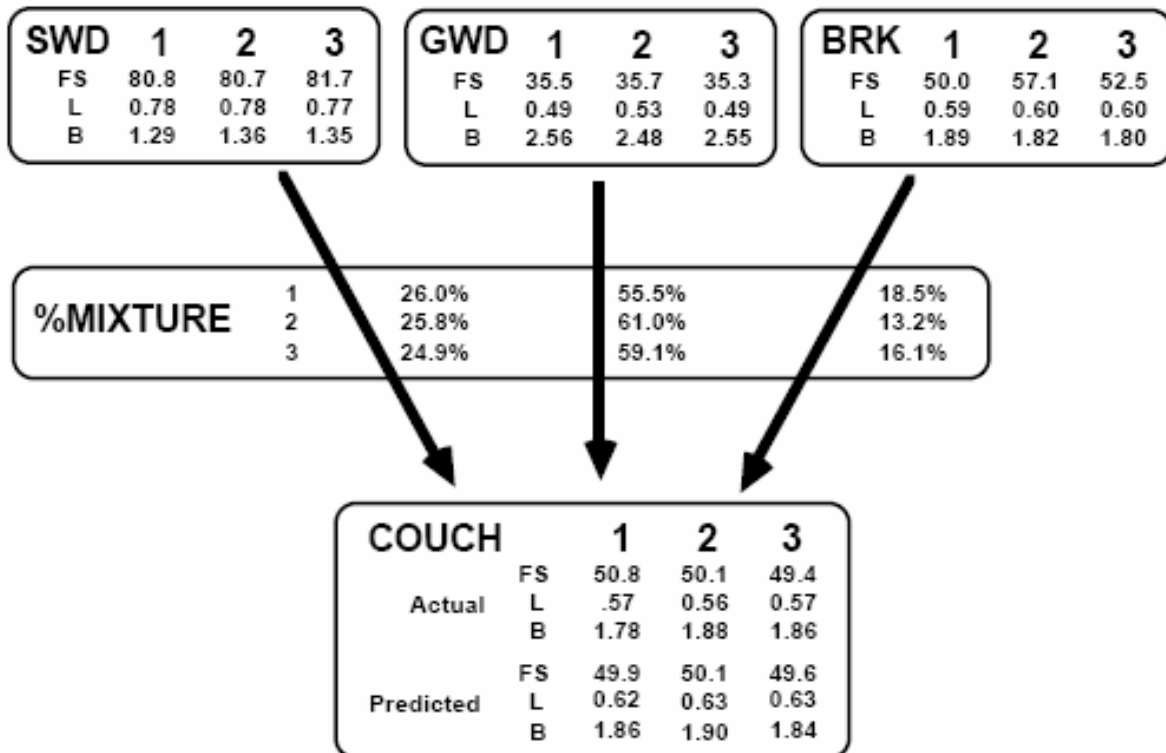 SWD 1 2 3
FS 80.8 80.7 81.7
L 0.78 0.78 0.77
B 1.29 1.36 1.35
GWD 1 2 3
FS 35.5 35.7 35.3
L 0.49 0.53 0.49
B 2.56 2.48 2.55
BRK 1 2 3
FS 50.0 57.1 52.5
L 0.59 0.60 0.60
B 1.89 1.82 1.80
%MIXTURE
1 26.0% 55.5% 18.5%
2 25.8% 61.0% 13.2%
3 24.9% 59.1% 16.1%
COUCH 1 2 3
FS 50.8 50.1 49.4
Actual L .57 0.56 0.57
B 1.78 1.88 1.86
FS 49.9 50.1 49.6
Predicted L 0.62 0.63 0.63
B 1.86 1.90 1.84